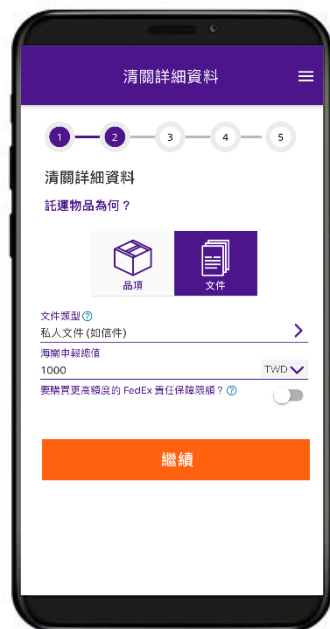 清關詳細資料
1 2 3 4 5
清關詳細資料
託運物品為何？
品項 文件
文件類型
私人文件 (如信件)
海關申報總值
1000 TWD
要購買更高額度的 FedEx 責任保障限額？
繼續